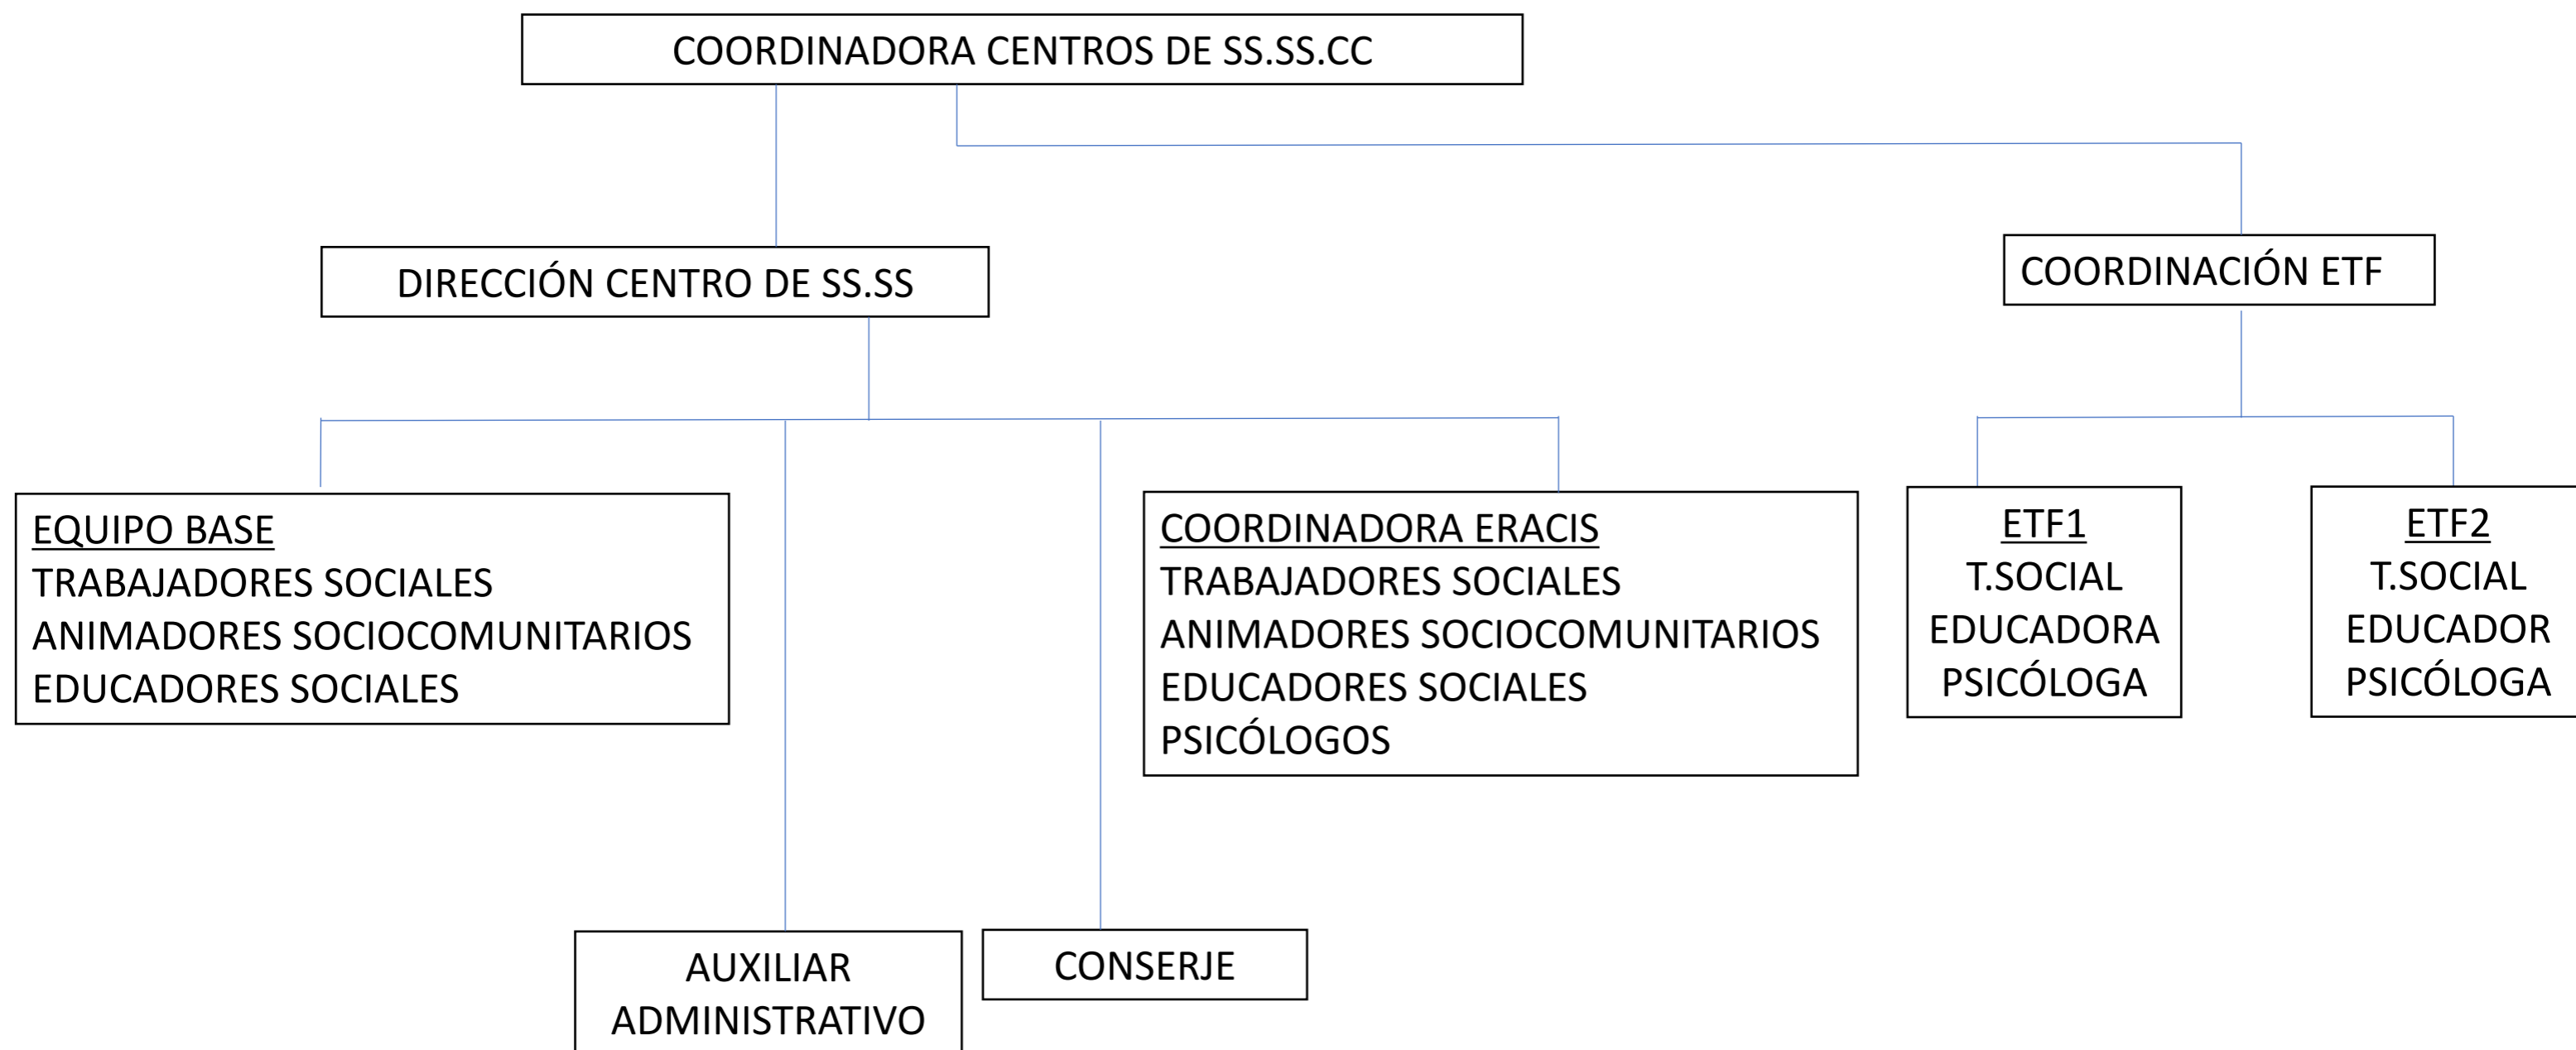 COORDINADORA CENTROS DE SS.SS.CC
DIRECCIÓN CENTRO DE SS.SS
COORDINACIÓN ETF
EQUIPO BASE
TRABAJADORES SOCIALES
ANIMADORES SOCIOCOMUNITARIOS
EDUCADORES SOCIALES
COORDINADORA ERACIS
TRABAJADORES SOCIALES
ANIMADORES SOCIOCOMUNITARIOS
EDUCADORES SOCIALES
PSICÓLOGOS
ETF1
T.SOCIAL
EDUCADORA
PSICÓLOGA
ETF2
T.SOCIAL
EDUCADOR
PSICÓLOGA
AUXILIAR
ADMINISTRATIVO
CONSERJE